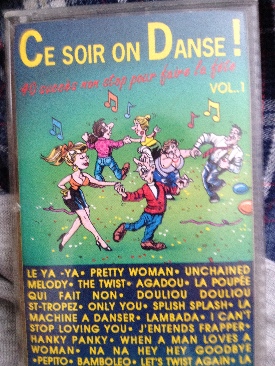 CE SOIR ON DANSE !
45 succès non stop pour faire la fête
VOL.1
LE YA -YA• PRETTY WOMAN• UNCHAINED
MELODY• THE TWIST• AGADOU• LA POUPÉE
QUI FAIT NON• DOULIOU DOULIOU
ST-TROPEZ• ONLY YOU• SPLISH SPLASH• LA
MACHINE A DANSER• LAMBADA• I CAN'T
STOP LOVING YOU• J'ENTENDS FRAPPER•
HANKY PANKY• WHEN A MAN LOVES A
WOMAN• NA NA HEY HEY GOODBYE
•PEPITO• BAMBOLEO• LET'S TWIST AGAIN• LA